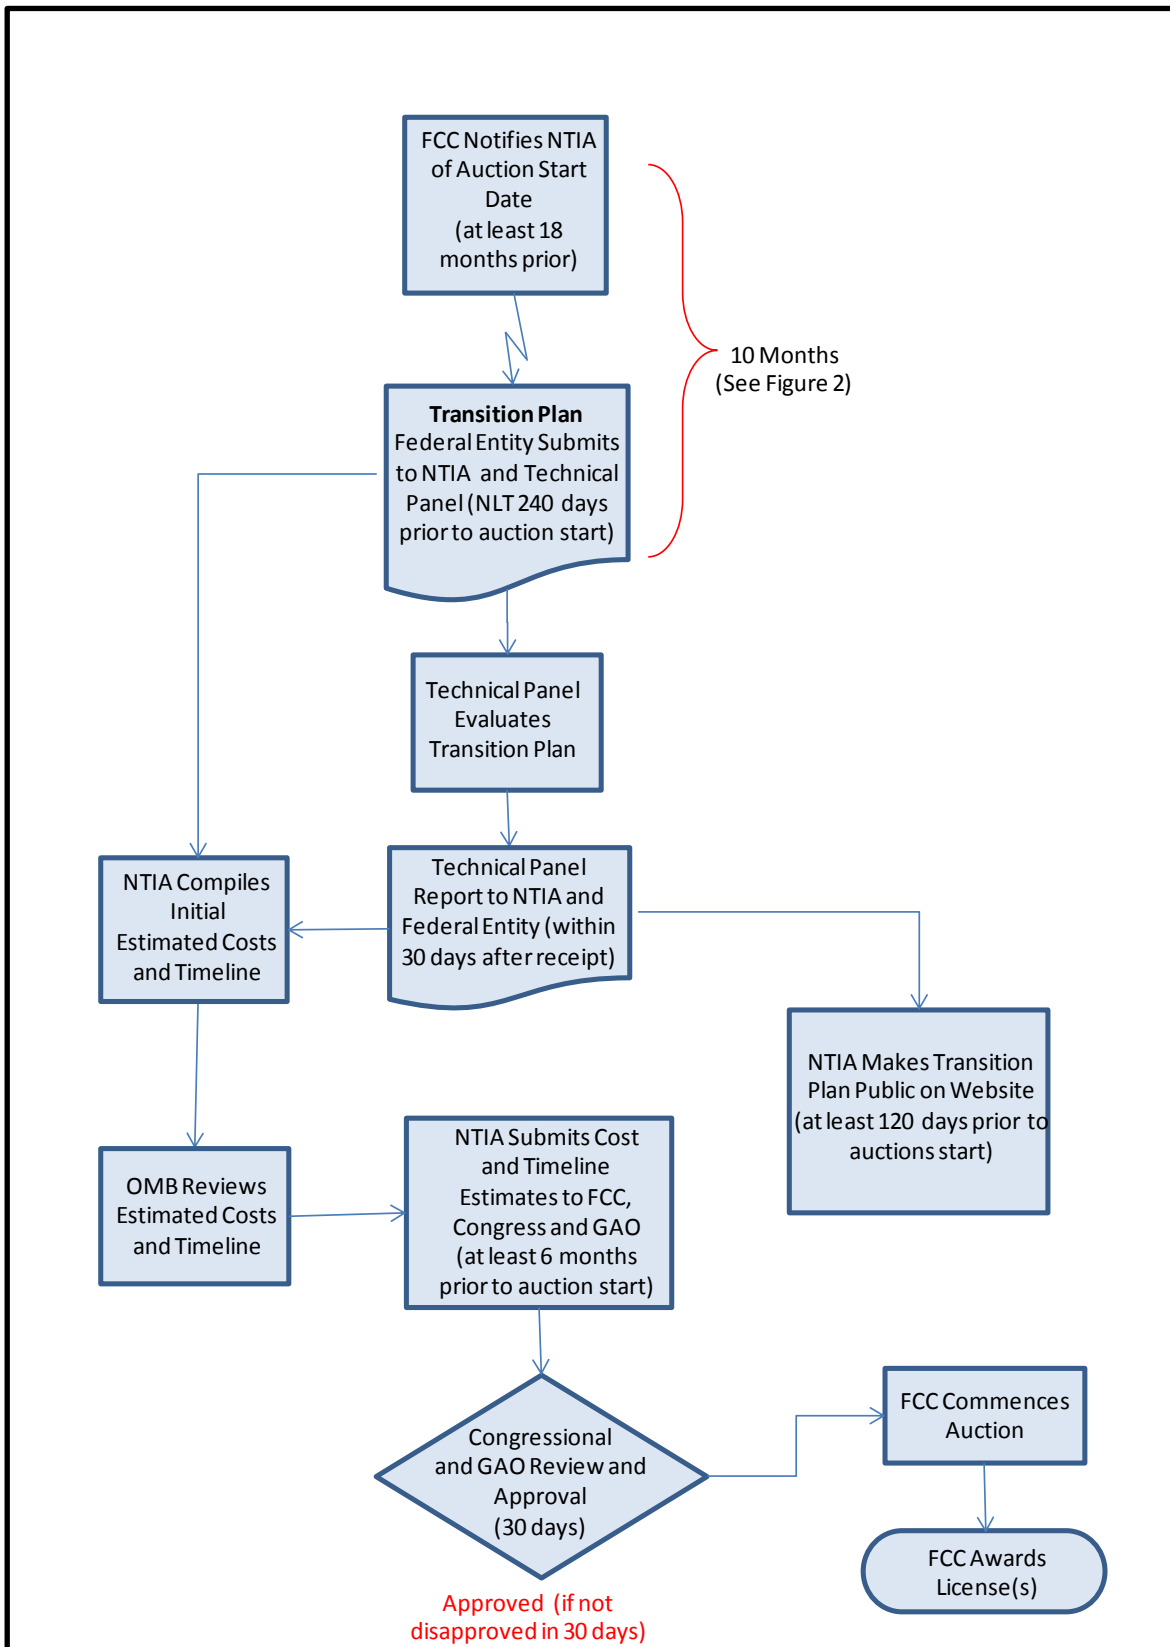 FCC Notifies NTIA
of Auction Start
Date
(at least 18
months prior)
10 Months
(See Figure 2)
Transition Plan
Federal Entity Submits
to NTIA and Technical
Panel (NLT 240 days
prior to auction start)
Technical Panel
Evaluates
Transition Plan
Technical Panel
Report to NTIA and
Federal Entity (within
30 days after receipt)
NTIA Compiles
Initial
Estimated Costs
and Timeline
NTIA Makes Transition
Plan Public on Website
(at least 120 days prior to
auctions start)
OMB Reviews
Estimated Costs
and Timeline
NTIA Submits Cost
and Timeline
Estimates to FCC,
Congress and GAO
(at least 6 months
prior to auction start)
Congressional
and GAO Review and
Approval
(30 days)
Approved (if not
disapproved in 30 days)
FCC Commences
Auction
FCC Awards
License(s)